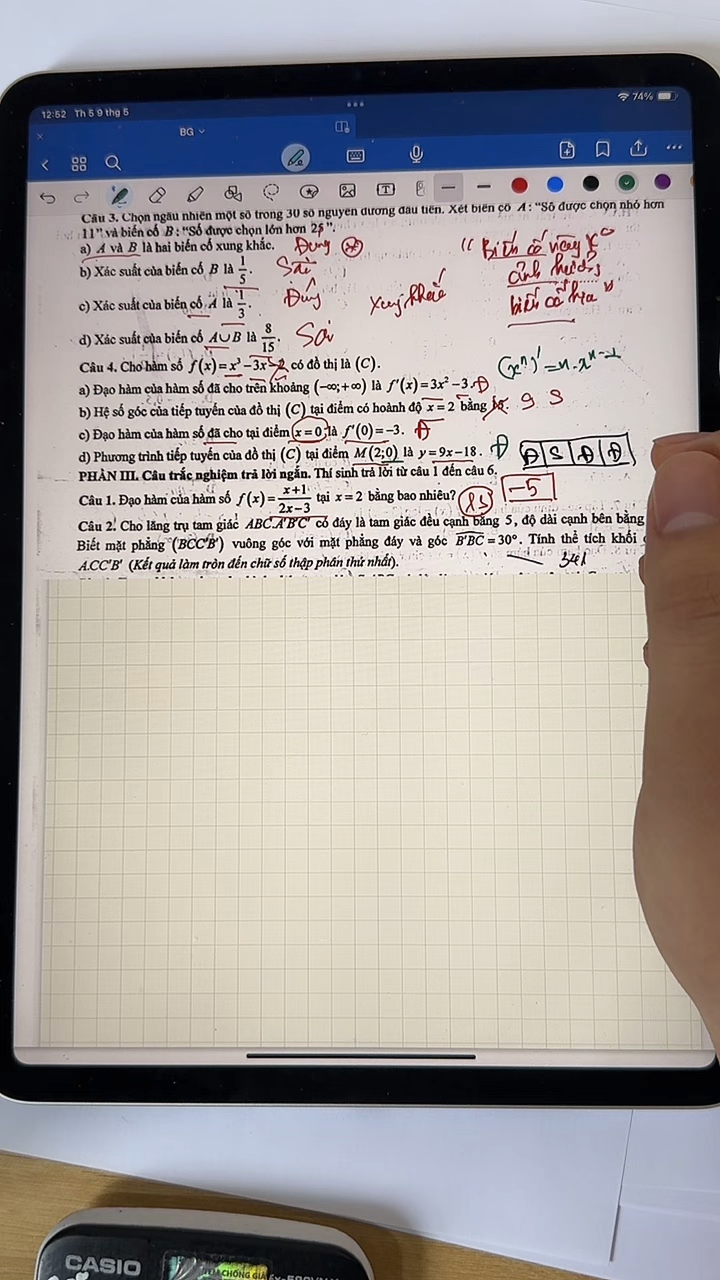 12:52 Th 5 9 thg 5
74%
BG
Câu 3. Chọn ngẫu nhiên một số trong 30 số nguyên dương đầu tiên. Xét biến cố A: "Số được chọn nhỏ hơn
11" và biến cố B: "Số được chọn lớn hơn 25".
a) A và B là hai biến cố xung khắc. Đúng
"Biến cố này K°
b) Xác suất của biến cố B là 1/5. Sai
ảnh hưởng
c) Xác suất của biến cố A là 1/3. Đúng xung khắc
biến cố kia"
d) Xác suất của biến cố A∪B là 8/15. Sai
Câu 4. Cho hàm số f(x)=x³-3x-2 có đồ thị là (C).
a) Đạo hàm của hàm số đã cho trên khoảng (-∞;+∞) là f'(x)=3x²-3. Đ
b) Hệ số góc của tiếp tuyến của đồ thị (C) tại điểm có hoành độ x=2 bằng 9 S
c) Đạo hàm của hàm số đã cho tại điểm x=0 là f'(0)=-3. Đ
d) Phương trình tiếp tuyến của đồ thị (C) tại điểm M(2;0) là y=9x-18. Đ Đ S Đ Đ
PHẦN III. Câu trắc nghiệm trả lời ngắn. Thí sinh trả lời từ câu 1 đến câu 6.
Câu 1. Đạo hàm của hàm số f(x)=(x+1)/(2x-3) tại x=2 bằng bao nhiêu? -5
Câu 2. Cho lăng trụ tam giác ABC.A'B'C' có đáy là tam giác đều cạnh bằng 5, độ dài cạnh bên bằng
Biết mặt phẳng (BCC'B') vuông góc với mặt phẳng đáy và góc B'BC=30°. Tính thể tích khối
A.CC'B' (Kết quả làm tròn đến chữ số thập phân thứ nhất).
CASIO
CHỐNG GIẢ